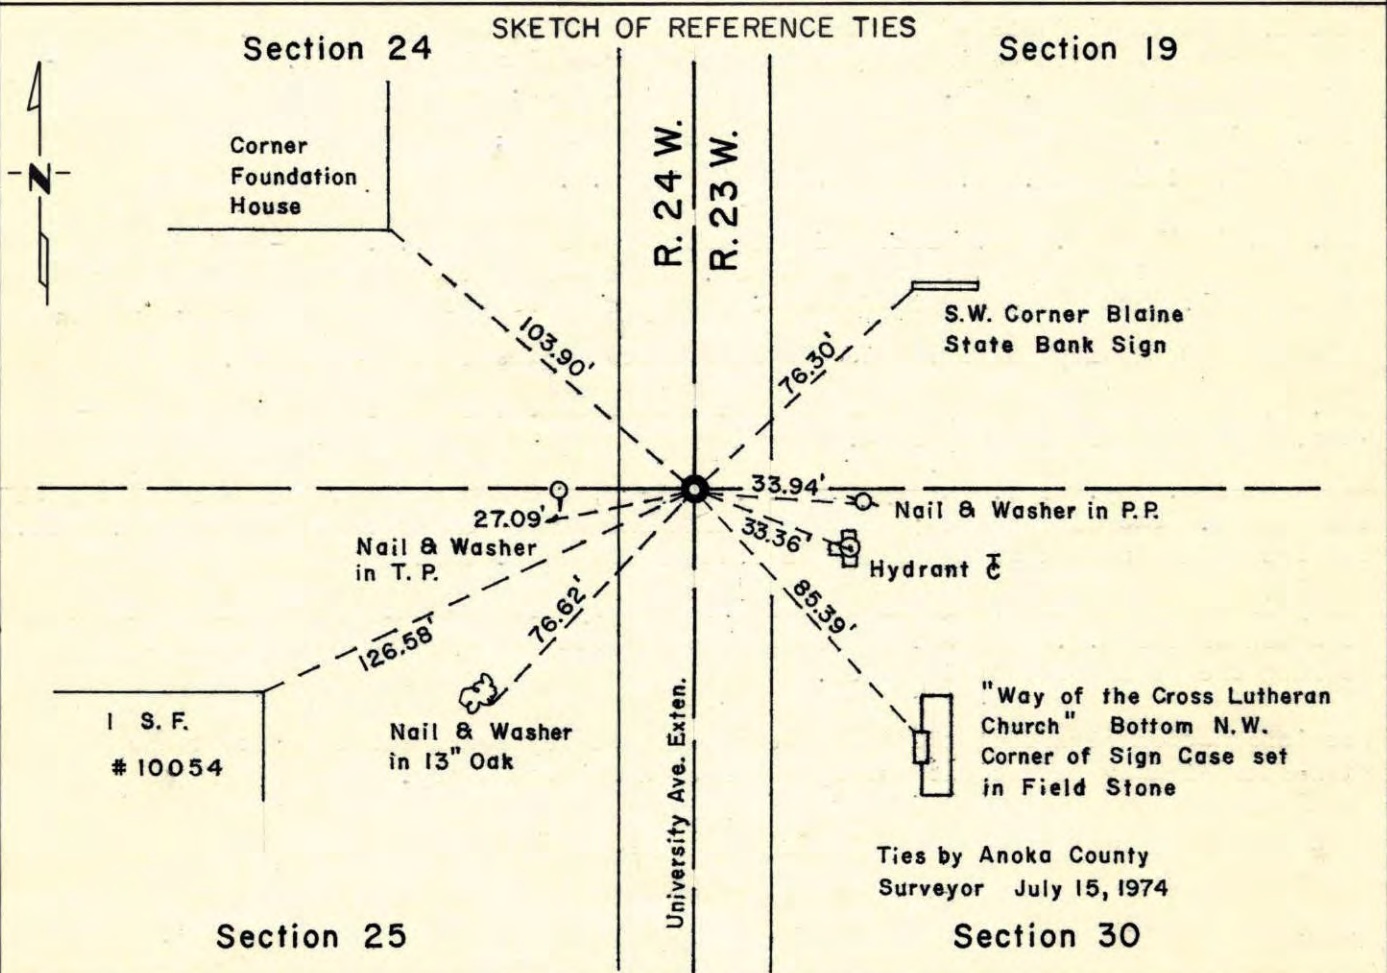 SKETCH OF REFERENCE TIES
Section 24
Section 19
N
Corner
Foundation
House
R. 24 W.
R. 23 W.
S.W. Corner Blaine
State Bank Sign
103.90'
76.30'
33.94'
Nail & Washer in P.P.
27.09'
Nail & Washer
in T. P.
33.36'
Hydrant
126.58'
76.62'
85.39'
1 S. F.
# 10054
Nail & Washer
in 13" Oak
University Ave. Exten.
"Way of the Cross Lutheran
Church" Bottom N.W.
Corner of Sign Case set
in Field Stone
Ties by Anoka County
Surveyor July 15, 1974
Section 25
Section 30